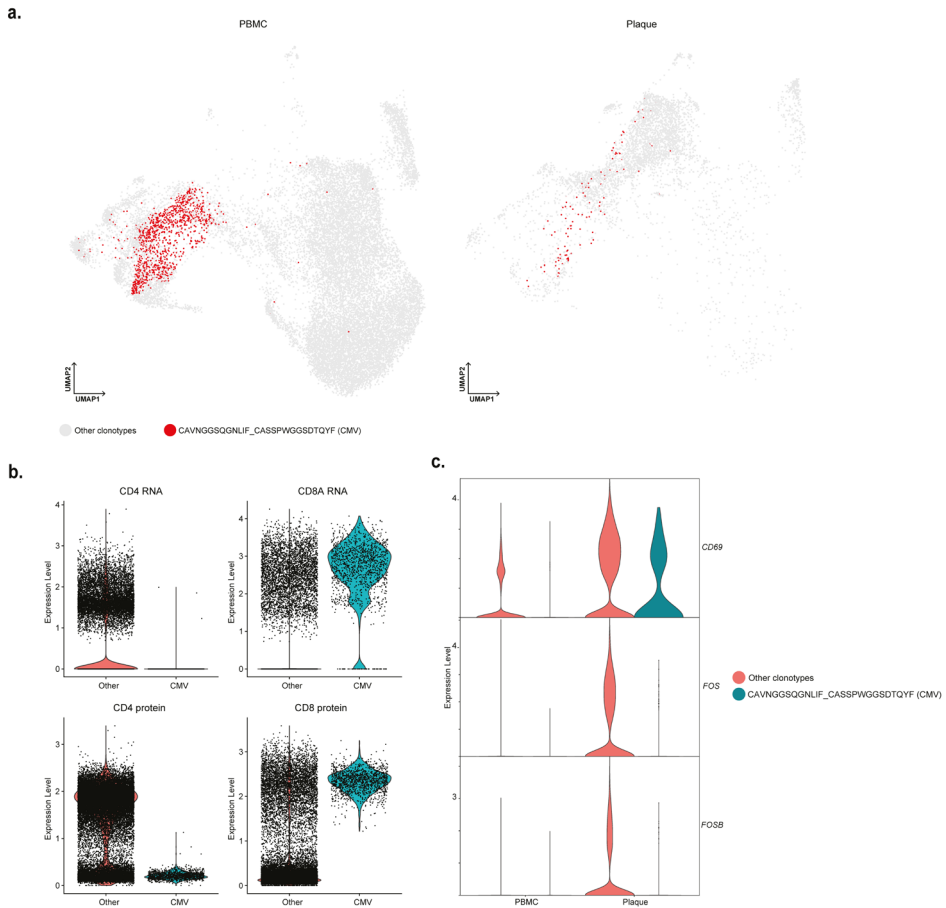 a.
PBMC
Plaque
UMAP2
UMAP1
UMAP2
UMAP1
Other clonotypes
CAVNGGSQGNLIF_CASSPWGGSDTQYF (CMV)
b.
CD4 RNA
CD8A RNA
Expression Level
4
3
2
1
0
Other
CMV
Expression Level
4
3
2
1
0
Other
CMV
CD4 protein
CD8 protein
Expression Level
3
2
1
0
Other
CMV
Expression Level
3
2
1
0
Other
CMV
c.
4
CD69
Expression Level
4
FOS
3
FOSB
PBMC
Plaque
Other clonotypes
CAVNGGSQGNLIF_CASSPWGGSDTQYF (CMV)